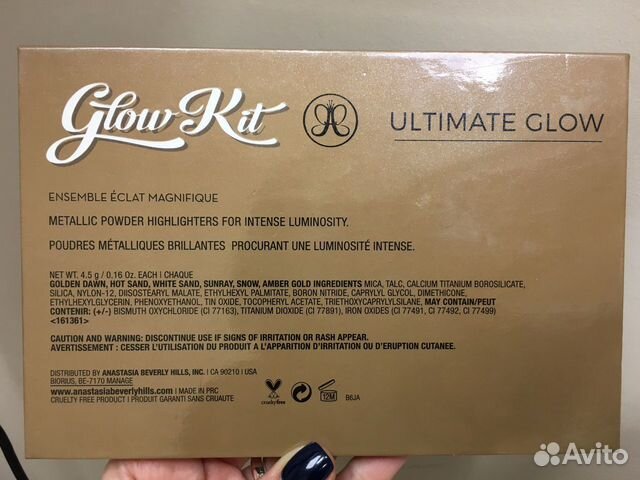 Glow Kit
ULTIMATE GLOW
ENSEMBLE ÉCLAT MAGNIFIQUE
METALLIC POWDER HIGHLIGHTERS FOR INTENSE LUMINOSITY.
POUDRES MÉTALLIQUES BRILLANTES PROCURANT UNE LUMINOSITÉ INTENSE.
NET WT. 4.5 g / 0.16 Oz. EACH | CHAQUE
GOLDEN DAWN, HOT SAND, WHITE SAND, SUNRAY, SNOW, AMBER GOLD INGREDIENTS MICA, TALC, CALCIUM TITANIUM BOROSILICATE,
SILICA, NYLON-12, DIISOSTEARYL MALATE, ETHYLHEXYL PALMITATE, BORON NITRIDE, CAPRYLYL GLYCOL, DIMETHICONE,
ETHYLHEXYLGLYCERIN, PHENOXYETHANOL, TIN OXIDE, TOCOPHERYL ACETATE, TRIETHOXYCAPRYLYLSILANE. MAY CONTAIN/PEUT
CONTENIR: (+/-) BISMUTH OXYCHLORIDE (CI 77163), TITANIUM DIOXIDE (CI 77891), IRON OXIDES (CI 77491, CI 77492, CI 77499)
<161361>
CAUTION AND WARNING: DISCONTINUE USE IF SIGNS OF IRRITATION OR RASH APPEAR.
AVERTISSEMENT : CESSER L'UTILISATION DU PRODUIT A L'APPARITION D'IRRITATION OU D'ERUPTION CUTANEE.
DISTRIBUTED BY ANASTASIA BEVERLY HILLS, INC. | CA 90210 | USA
BIORIUS, BE-7170 MANAGE
www.anastasiabeverlyhills.com | MADE IN PRC
CRUELTY FREE PRODUCT | PRODUIT GARANTI SANS CRUAUTE
crueltyfree
12M
B6JA
Avito